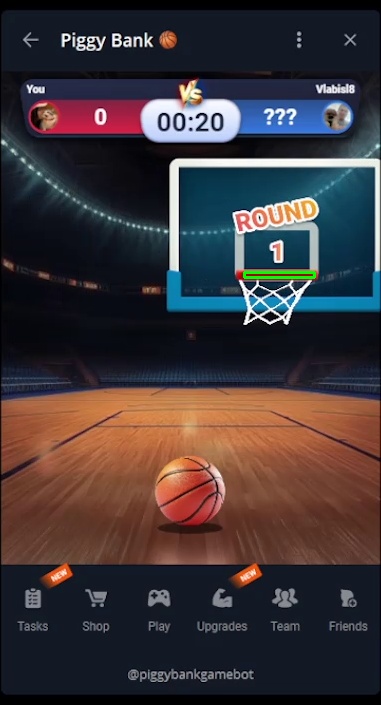 Piggy Bank 🏀
You
VS
Vlabisl8
0
00:20
???
ROUND
1
NEW
NEW
Tasks
Shop
Play
Upgrades
Team
Friends
@piggybankgamebot